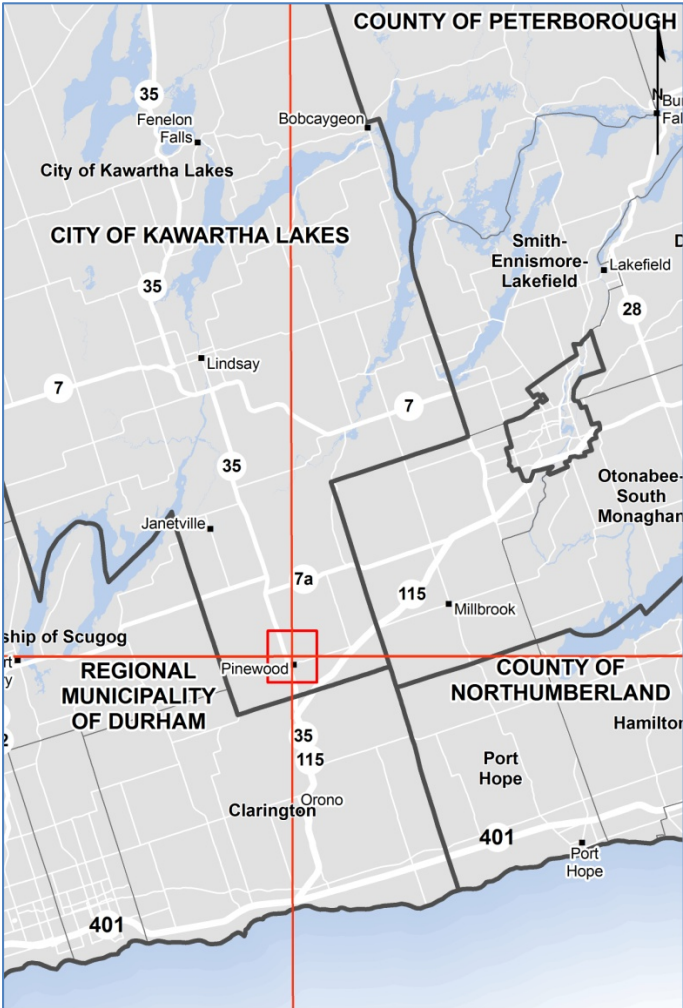 COUNTY OF PETERBOROUGH
35
Fenelon
Falls
Bobcaygeon
N
City of Kawartha Lakes
CITY OF KAWARTHA LAKES
Smith-
Ennismore-
Lakefield
Lakefield
35
28
Lindsay
7
7
35
Otonabee-
South
Monaghan
Janetville
7a
115
Millbrook
ship of Scugog
Pinewood
REGIONAL
MUNICIPALITY
OF DURHAM
COUNTY OF
NORTHUMBERLAND
Hamilton
35
115
Port
Hope
Clarington
Orono
401
Port
Hope
401